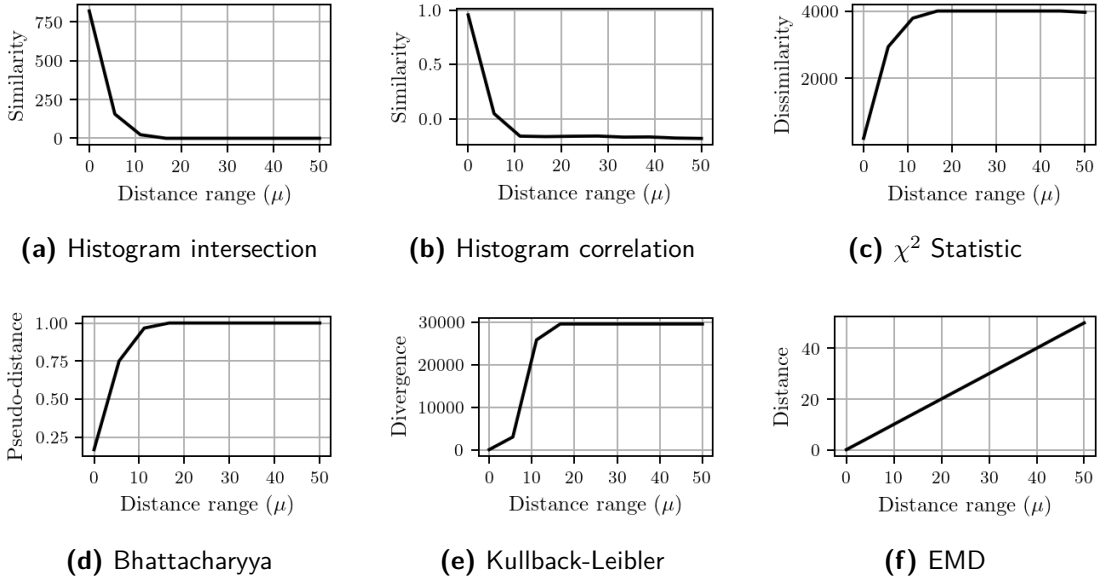 Similarity
750
500
250
0
0 10 20 30 40 50
Distance range (μ)
(a) Histogram intersection
Similarity
1.0
0.5
0.0
0 10 20 30 40 50
Distance range (μ)
(b) Histogram correlation
Dissimilarity
4000
2000
0 10 20 30 40 50
Distance range (μ)
(c) χ² Statistic
Pseudo-distance
1.00
0.75
0.50
0.25
0 10 20 30 40 50
Distance range (μ)
(d) Bhattacharyya
Divergence
30000
20000
10000
0
0 10 20 30 40 50
Distance range (μ)
(e) Kullback-Leibler
Distance
40
20
0
0 10 20 30 40 50
Distance range (μ)
(f) EMD